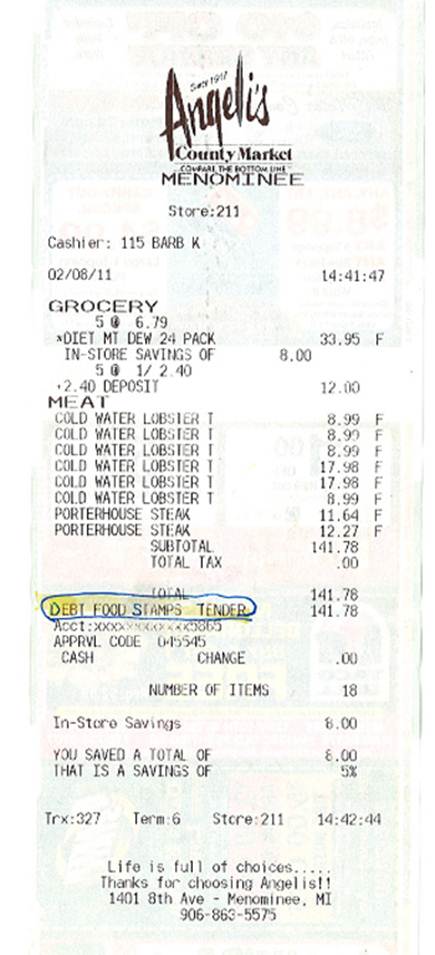 Since 1917
Angeli's
County Market
COMPARE THE BOTTOM LINE
MENOMINEE
Store:211
Cashier: 115 BARB K
02/08/11 14:41:47
GROCERY
5 @ 6.79
*DIET MT DEW 24 PACK 33.95 F
IN-STORE SAVINGS OF 8.00
5 @ 1/ 2.40
+2.40 DEPOSIT 12.00
MEAT
COLD WATER LOBSTER T 8.99 F
COLD WATER LOBSTER T 8.99 F
COLD WATER LOBSTER T 8.99 F
COLD WATER LOBSTER T 17.98 F
COLD WATER LOBSTER T 17.98 F
COLD WATER LOBSTER T 8.99 F
PORTERHOUSE STEAK 11.64 F
PORTERHOUSE STEAK 12.27 F
SUBTOTAL 141.78
TOTAL TAX .00
TOTAL 141.78
DEBT FOOD STAMPS TENDER 141.78
Acct:xxxxxxxxxxxx5865
APPRVL CODE 045545
CASH CHANGE .00
NUMBER OF ITEMS 18
In-Store Savings 8.00
YOU SAVED A TOTAL OF 8.00
THAT IS A SAVINGS OF 5%
Trx:327 Term:6 Store:211 14:42:44
Life is full of choices.....
Thanks for choosing Angelis!!
1401 8th Ave - Menominee, MI
906-863-5575